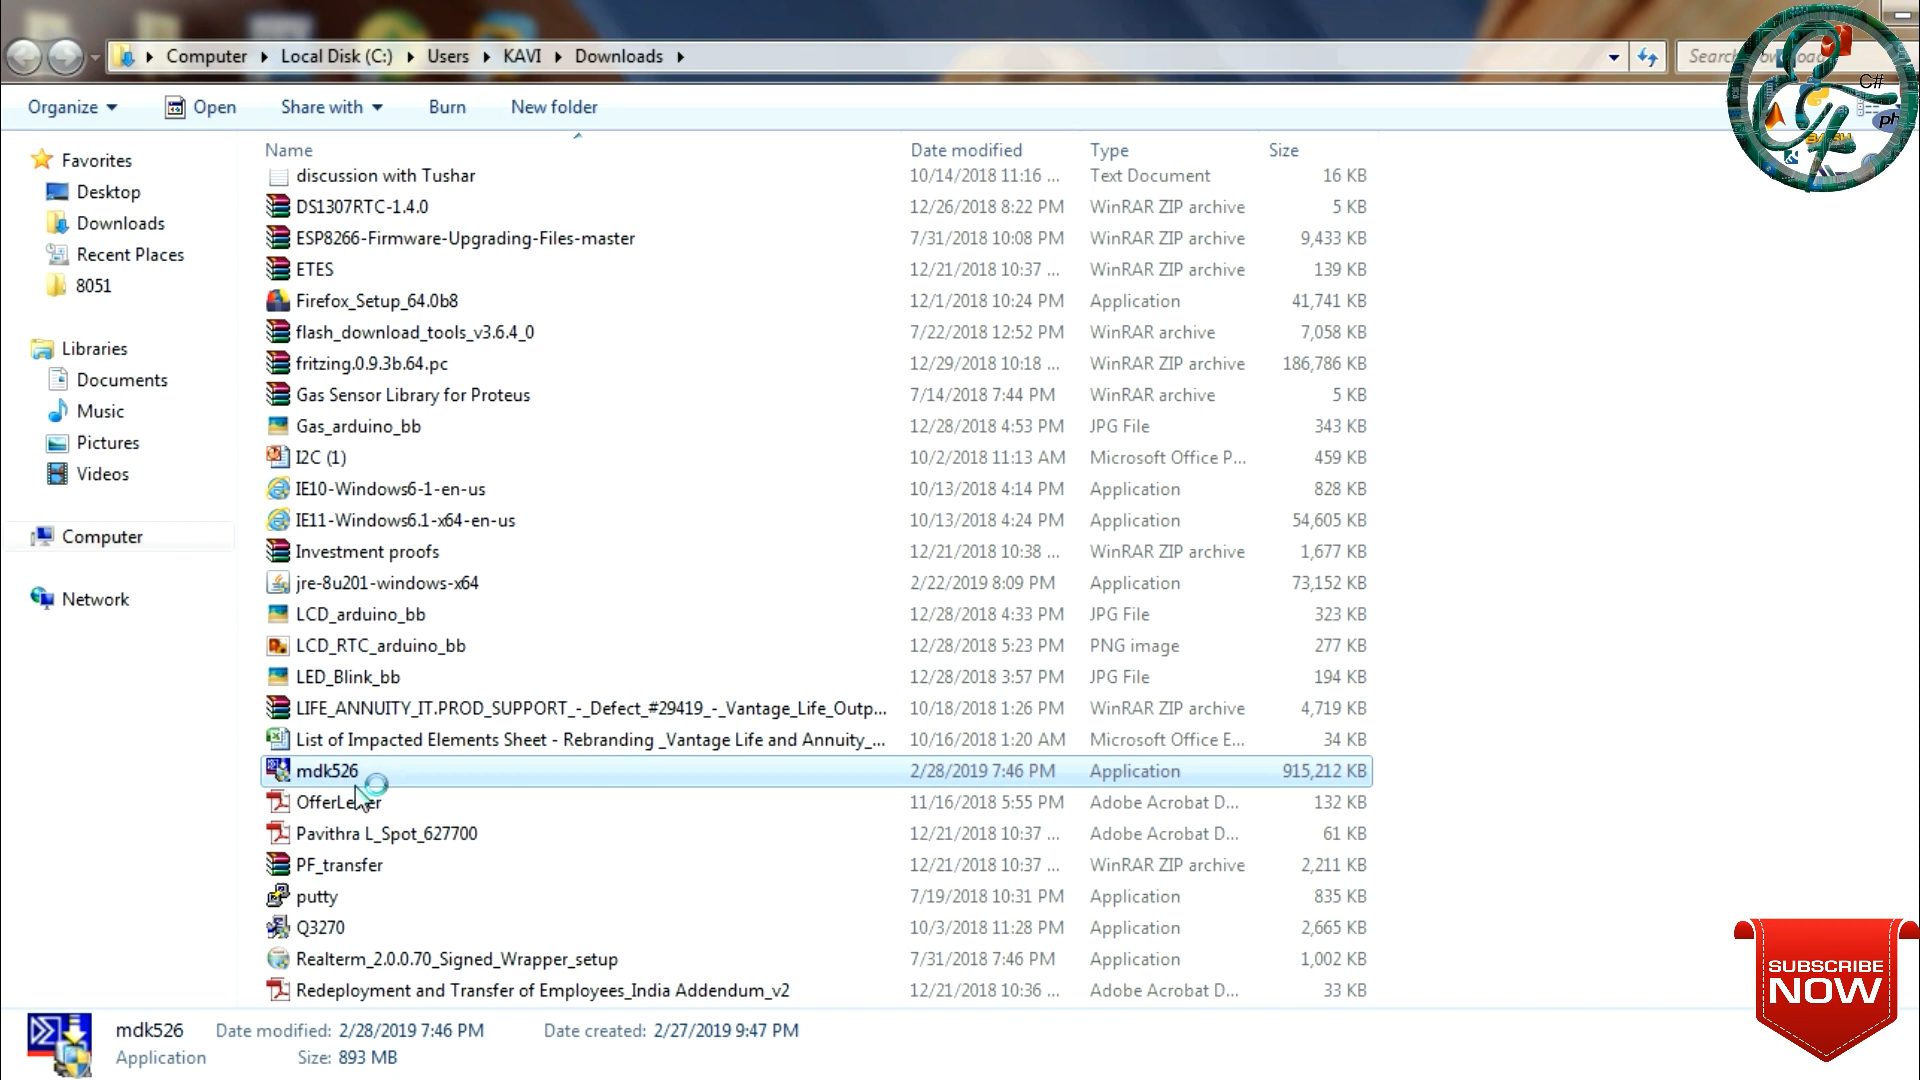 Computer Local Disk (C:) Users KAVI Downloads
Organize Open Share with Burn New folder
C#
Favorites
Desktop
Downloads
Recent Places
8051
Libraries
Documents
Music
Pictures
Videos
Computer
Network
Name Date modified Type Size
discussion with Tushar 10/14/2018 11:16 ... Text Document 16 KB
DS1307RTC-1.4.0 12/26/2018 8:22 PM WinRAR ZIP archive 5 KB
ESP8266-Firmware-Upgrading-Files-master 7/31/2018 10:08 PM WinRAR ZIP archive 9,433 KB
ETES 12/21/2018 10:37 ... WinRAR ZIP archive 139 KB
Firefox_Setup_64.0b8 12/1/2018 10:24 PM Application 41,741 KB
flash_download_tools_v3.6.4_0 7/22/2018 12:52 PM WinRAR archive 7,058 KB
fritzing.0.9.3b.64.pc 12/29/2018 10:18 ... WinRAR ZIP archive 186,786 KB
Gas Sensor Library for Proteus 7/14/2018 7:44 PM WinRAR archive 5 KB
Gas_arduino_bb 12/28/2018 4:53 PM JPG File 343 KB
I2C (1) 10/2/2018 11:13 AM Microsoft Office P... 459 KB
IE10-Windows6-1-en-us 10/13/2018 4:14 PM Application 828 KB
IE11-Windows6.1-x64-en-us 10/13/2018 4:24 PM Application 54,605 KB
Investment proofs 12/21/2018 10:38 ... WinRAR ZIP archive 1,677 KB
jre-8u201-windows-x64 2/22/2019 8:09 PM Application 73,152 KB
LCD_arduino_bb 12/28/2018 4:33 PM JPG File 323 KB
LCD_RTC_arduino_bb 12/28/2018 5:23 PM PNG image 277 KB
LED_Blink_bb 12/28/2018 3:57 PM JPG File 194 KB
LIFE_ANNUITY_IT.PROD_SUPPORT_-_Defect_#29419_-_Vantage_Life_Outp... 10/18/2018 1:26 PM WinRAR ZIP archive 4,719 KB
List of Impacted Elements Sheet - Rebranding _Vantage Life and Annuity_... 10/16/2018 1:20 AM Microsoft Office E... 34 KB
mdk526 2/28/2019 7:46 PM Application 915,212 KB
OfferLetter 11/16/2018 5:55 PM Adobe Acrobat D... 132 KB
Pavithra L_Spot_627700 12/21/2018 10:37 ... Adobe Acrobat D... 61 KB
PF_transfer 12/21/2018 10:37 ... WinRAR ZIP archive 2,211 KB
putty 7/19/2018 10:31 PM Application 835 KB
Q3270 10/3/2018 11:28 PM Application 2,665 KB
Realterm_2.0.0.70_Signed_Wrapper_setup 7/31/2018 7:46 PM Application 1,002 KB
Redeployment and Transfer of Employees_India Addendum_v2 12/21/2018 10:36 ... Adobe Acrobat D... 33 KB
SUBSCRIBE
NOW
mdk526 Date modified: 2/28/2019 7:46 PM Date created: 2/27/2019 9:47 PM
Application Size: 893 MB